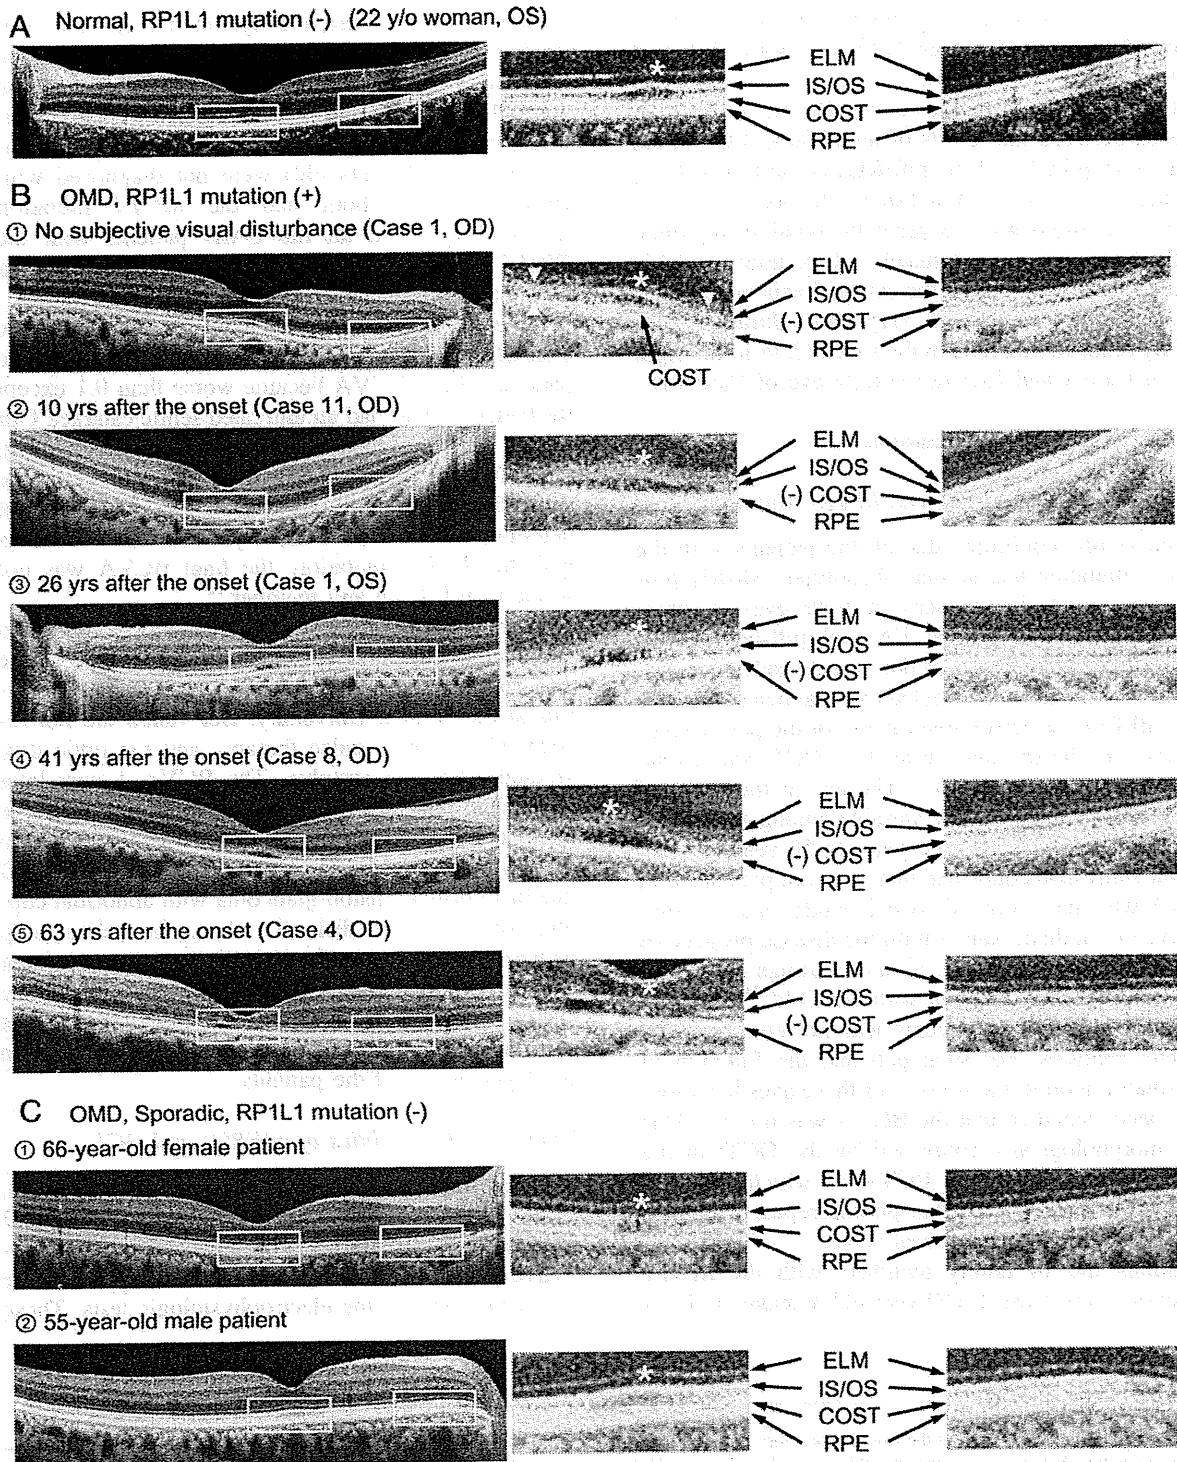 A Normal, RP1L1 mutation (-) (22 y/o woman, OS)
*
ELM
IS/OS
COST
RPE
B OMD, RP1L1 mutation (+)
① No subjective visual disturbance (Case 1, OD)
*
ELM
IS/OS
(-) COST
RPE
COST
② 10 yrs after the onset (Case 11, OD)
*
ELM
IS/OS
(-) COST
RPE
③ 26 yrs after the onset (Case 1, OS)
*
ELM
IS/OS
(-) COST
RPE
④ 41 yrs after the onset (Case 8, OD)
*
ELM
IS/OS
(-) COST
RPE
⑤ 63 yrs after the onset (Case 4, OD)
*
ELM
IS/OS
(-) COST
RPE
C OMD, Sporadic, RP1L1 mutation (-)
① 66-year-old female patient
*
ELM
IS/OS
COST
RPE
② 55-year-old male patient
*
ELM
IS/OS
COST
RPE